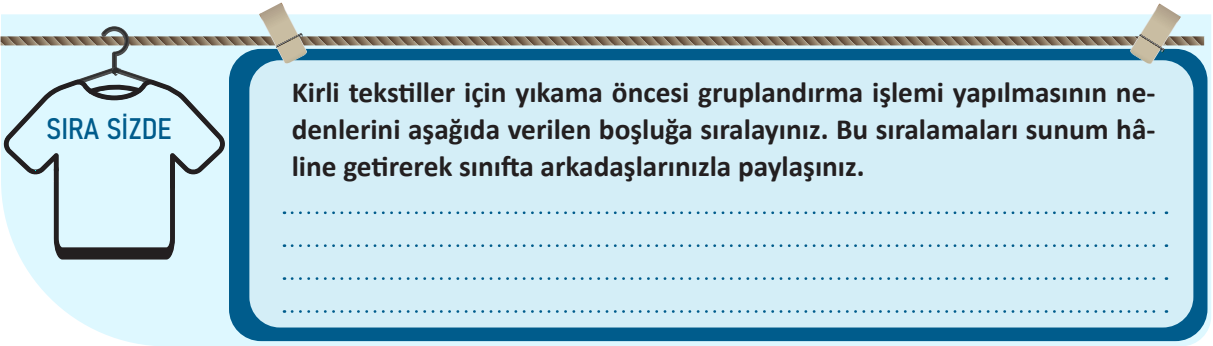 SIRA SİZDE
Kirli tekstiller için yıkama öncesi gruplandırma işlemi yapılmasının ne-
denlerini aşağıda verilen boşluğa sıralayınız. Bu sıralamaları sunum hâ-
line getirerek sınıfta arkadaşlarınızla paylaşınız.